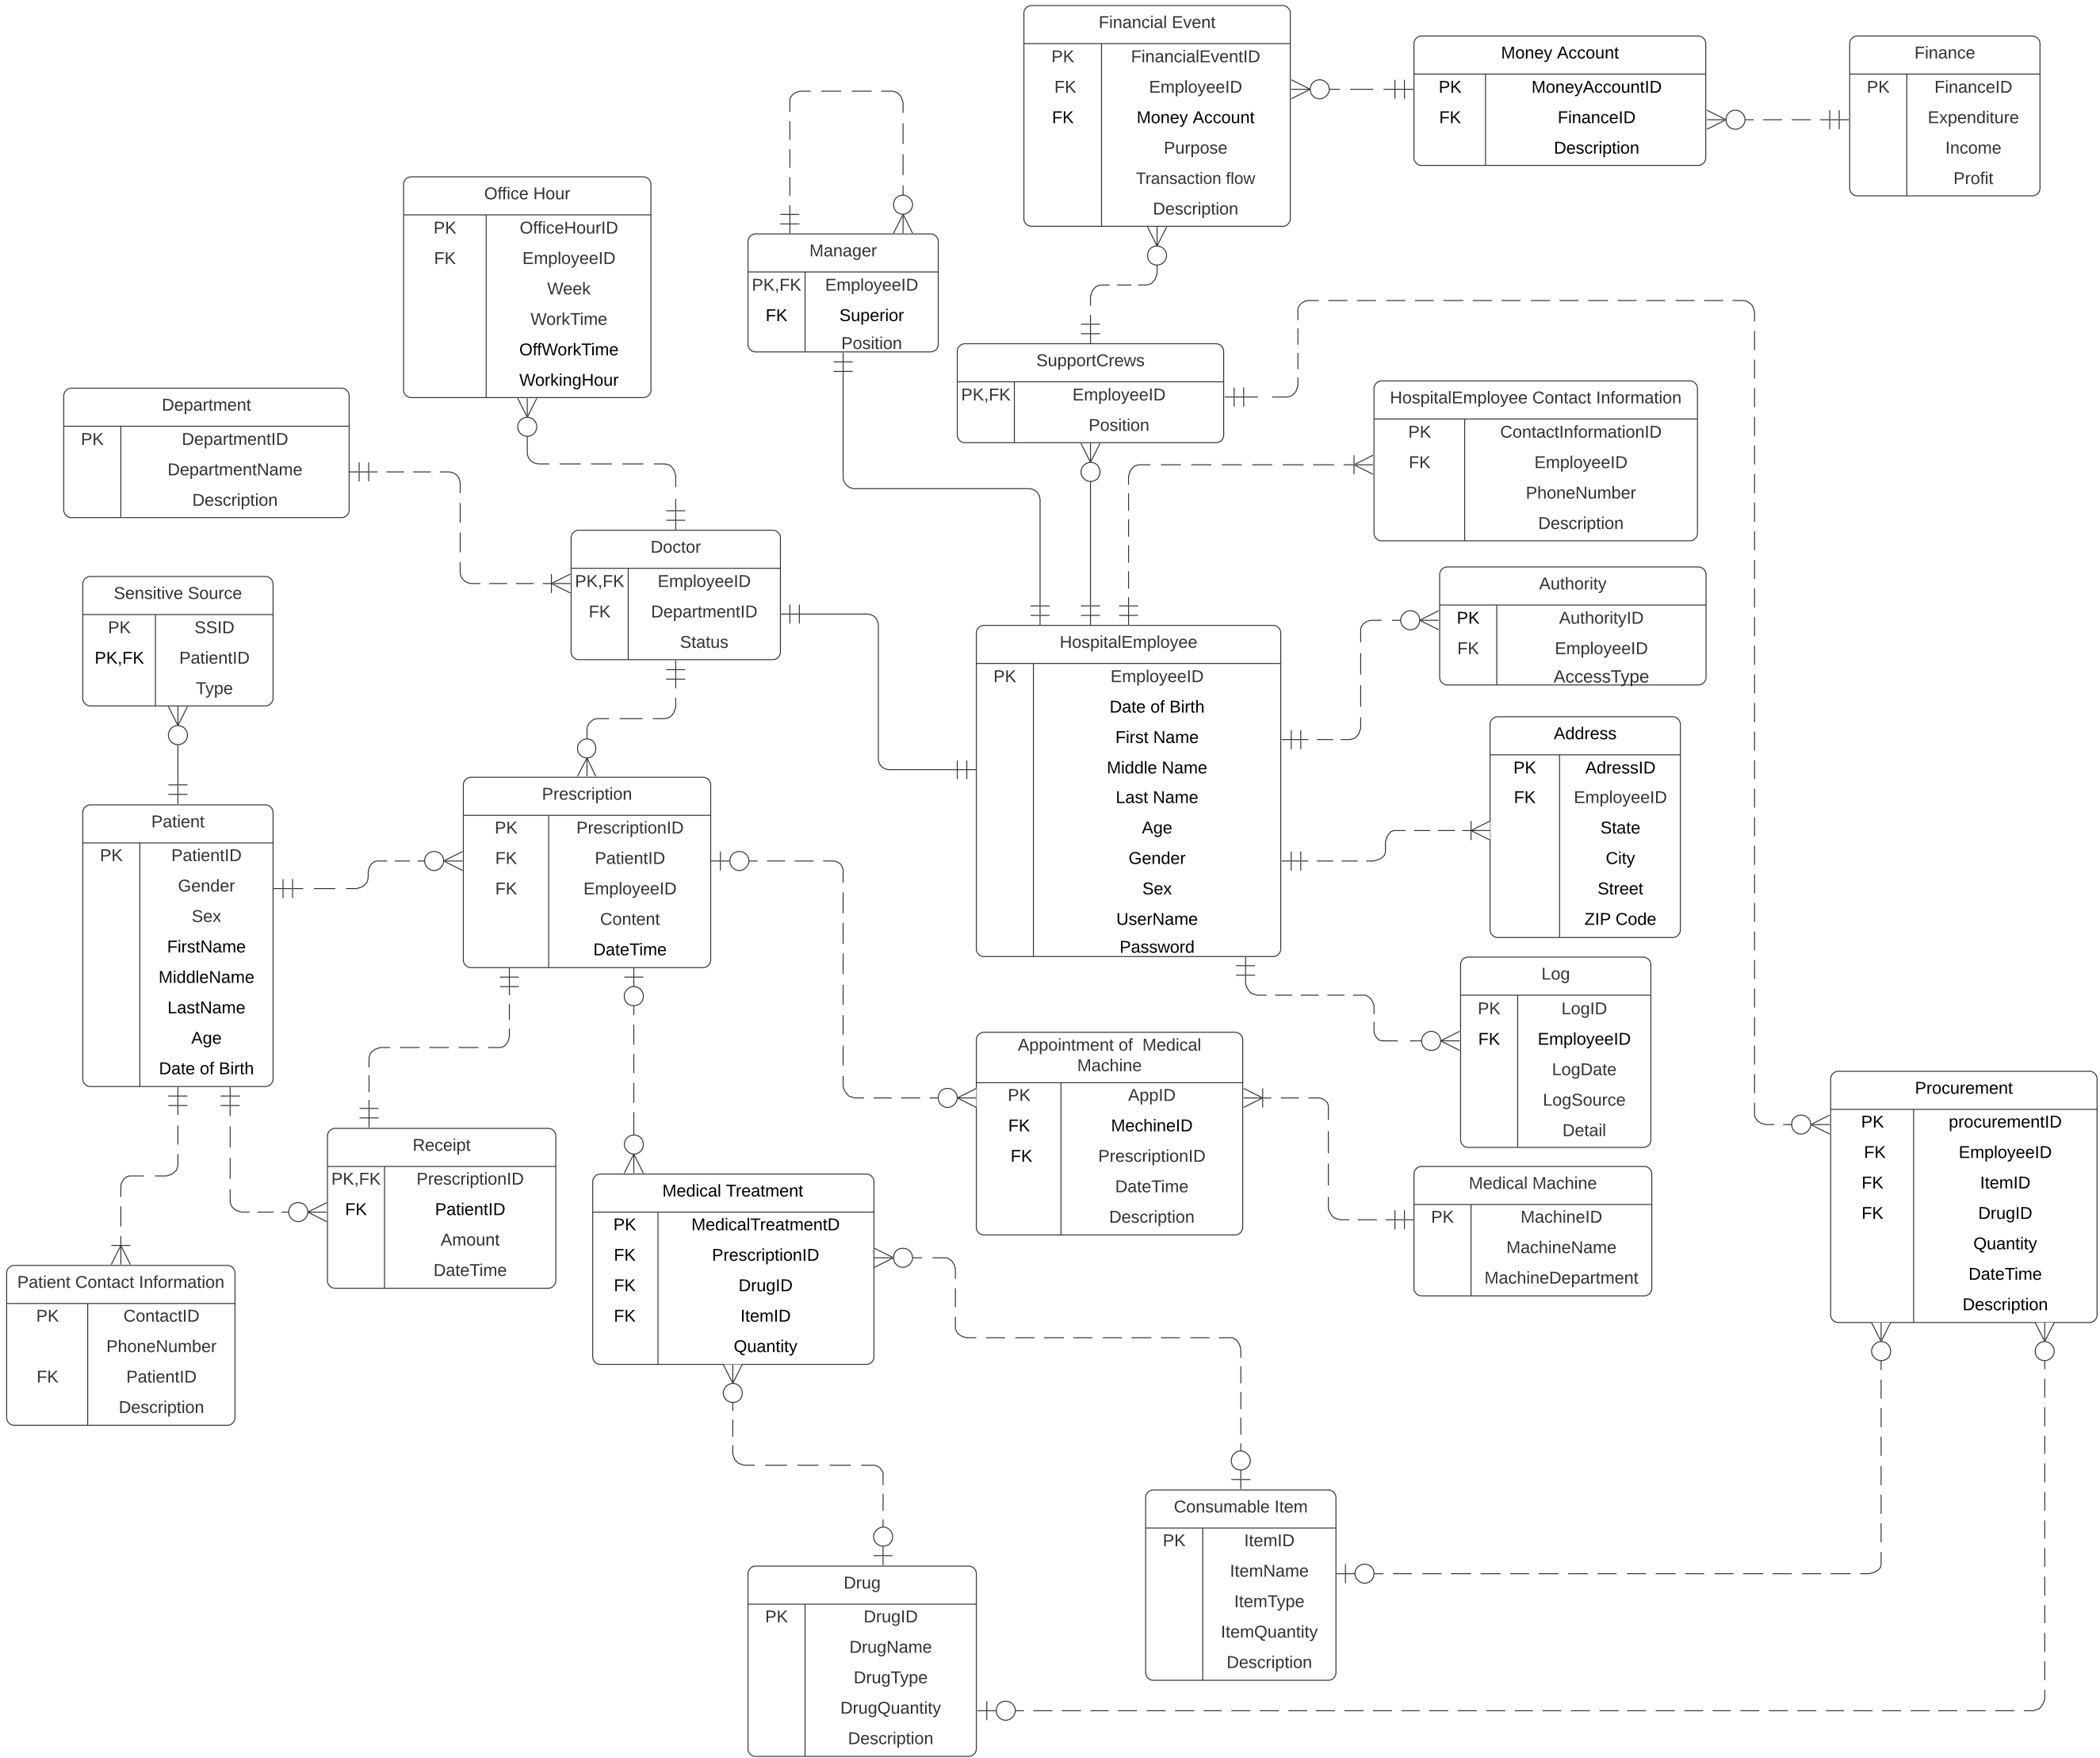 Financial Event
PK FinancialEventID
FK EmployeeID
FK Money Account
Purpose
Transaction flow
Description
Money Account
PK MoneyAccountID
FK FinanceID
Description
Finance
PK FinanceID
Expenditure
Income
Profit
Office Hour
PK OfficeHourID
FK EmployeeID
Week
WorkTime
OffWorkTime
WorkingHour
Manager
PK,FK EmployeeID
FK Superior
Position
SupportCrews
PK,FK EmployeeID
Position
HospitalEmployee Contact Information
PK ContactInformationID
FK EmployeeID
PhoneNumber
Description
Department
PK DepartmentID
DepartmentName
Description
Doctor
PK,FK EmployeeID
FK DepartmentID
Status
Sensitive Source
PK SSID
PK,FK PatientID
Type
HospitalEmployee
PK EmployeeID
Date of Birth
First Name
Middle Name
Last Name
Age
Gender
Sex
UserName
Password
Authority
PK AuthorityID
FK EmployeeID
AccessType
Address
PK AdressID
FK EmployeeID
State
City
Street
ZIP Code
Patient
PK PatientID
Gender
Sex
FirstName
MiddleName
LastName
Age
Date of Birth
Prescription
PK PrescriptionID
FK PatientID
FK EmployeeID
Content
DateTime
Log
PK LogID
FK EmployeeID
LogDate
LogSource
Detail
Appointment of Medical
Machine
PK AppID
FK MechineID
FK PrescriptionID
DateTime
Description
Procurement
PK procurementID
FK EmployeeID
FK ItemID
FK DrugID
Quantity
DateTime
Description
Receipt
PK,FK PrescriptionID
FK PatientID
Amount
DateTime
Medical Treatment
PK MedicalTreatmentD
FK PrescriptionID
FK DrugID
FK ItemID
Quantity
Medical Machine
PK MachineID
MachineName
MachineDepartment
Patient Contact Information
PK ContactID
PhoneNumber
FK PatientID
Description
Consumable Item
PK ItemID
ItemName
ItemType
ItemQuantity
Description
Drug
PK DrugID
DrugName
DrugType
DrugQuantity
Description